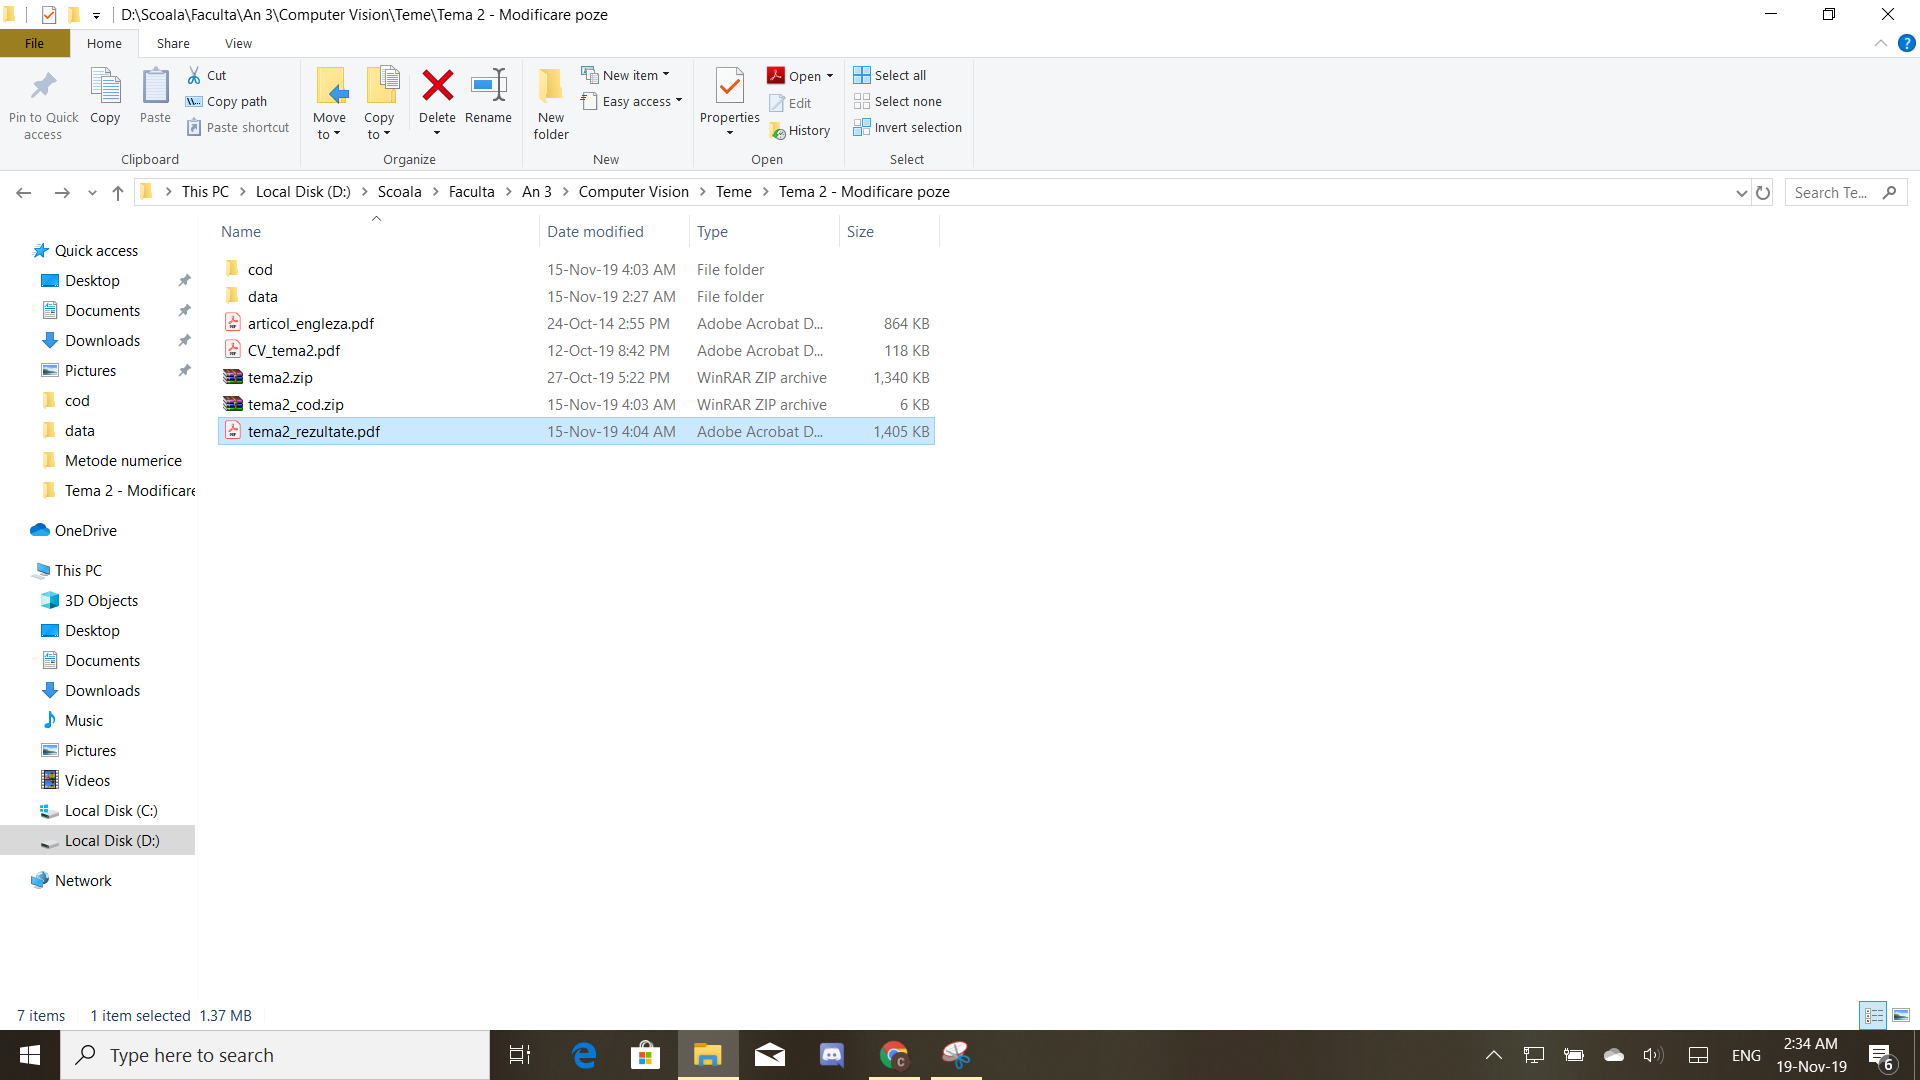 D:\Scoala\Faculta\An 3\Computer Vision\Teme\Tema 2 - Modificare poze
File Home Share View
Pin to Quick access
Copy
Paste
Cut
Copy path
Paste shortcut
Clipboard
Move to
Copy to
Delete
Rename
Organize
New folder
New item
Easy access
New
Properties
Open
Edit
History
Open
Select all
Select none
Invert selection
Select
This PC Local Disk (D:) Scoala Faculta An 3 Computer Vision Teme Tema 2 - Modificare poze
Search Te...
Name Date modified Type Size
cod 15-Nov-19 4:03 AM File folder
data 15-Nov-19 2:27 AM File folder
articol_engleza.pdf 24-Oct-14 2:55 PM Adobe Acrobat D... 864 KB
CV_tema2.pdf 12-Oct-19 8:42 PM Adobe Acrobat D... 118 KB
tema2.zip 27-Oct-19 5:22 PM WinRAR ZIP archive 1,340 KB
tema2_cod.zip 15-Nov-19 4:03 AM WinRAR ZIP archive 6 KB
tema2_rezultate.pdf 15-Nov-19 4:04 AM Adobe Acrobat D... 1,405 KB
Quick access
Desktop
Documents
Downloads
Pictures
cod
data
Metode numerice
Tema 2 - Modificare
OneDrive
This PC
3D Objects
Desktop
Documents
Downloads
Music
Pictures
Videos
Local Disk (C:)
Local Disk (D:)
Network
7 items 1 item selected 1.37 MB
Type here to search
ENG
2:34 AM
19-Nov-19
6